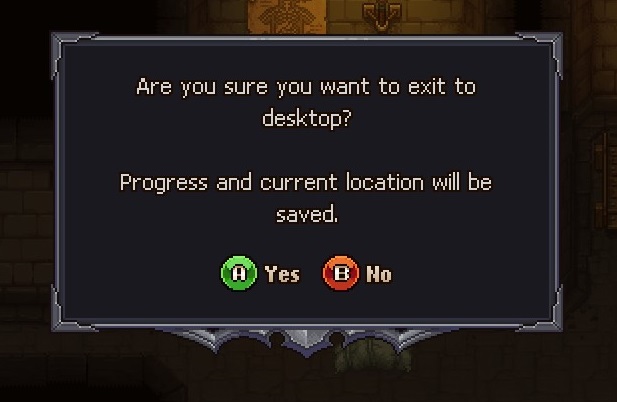 Are you sure you want to exit to
desktop?
Progress and current location will be
saved.
A Yes B No